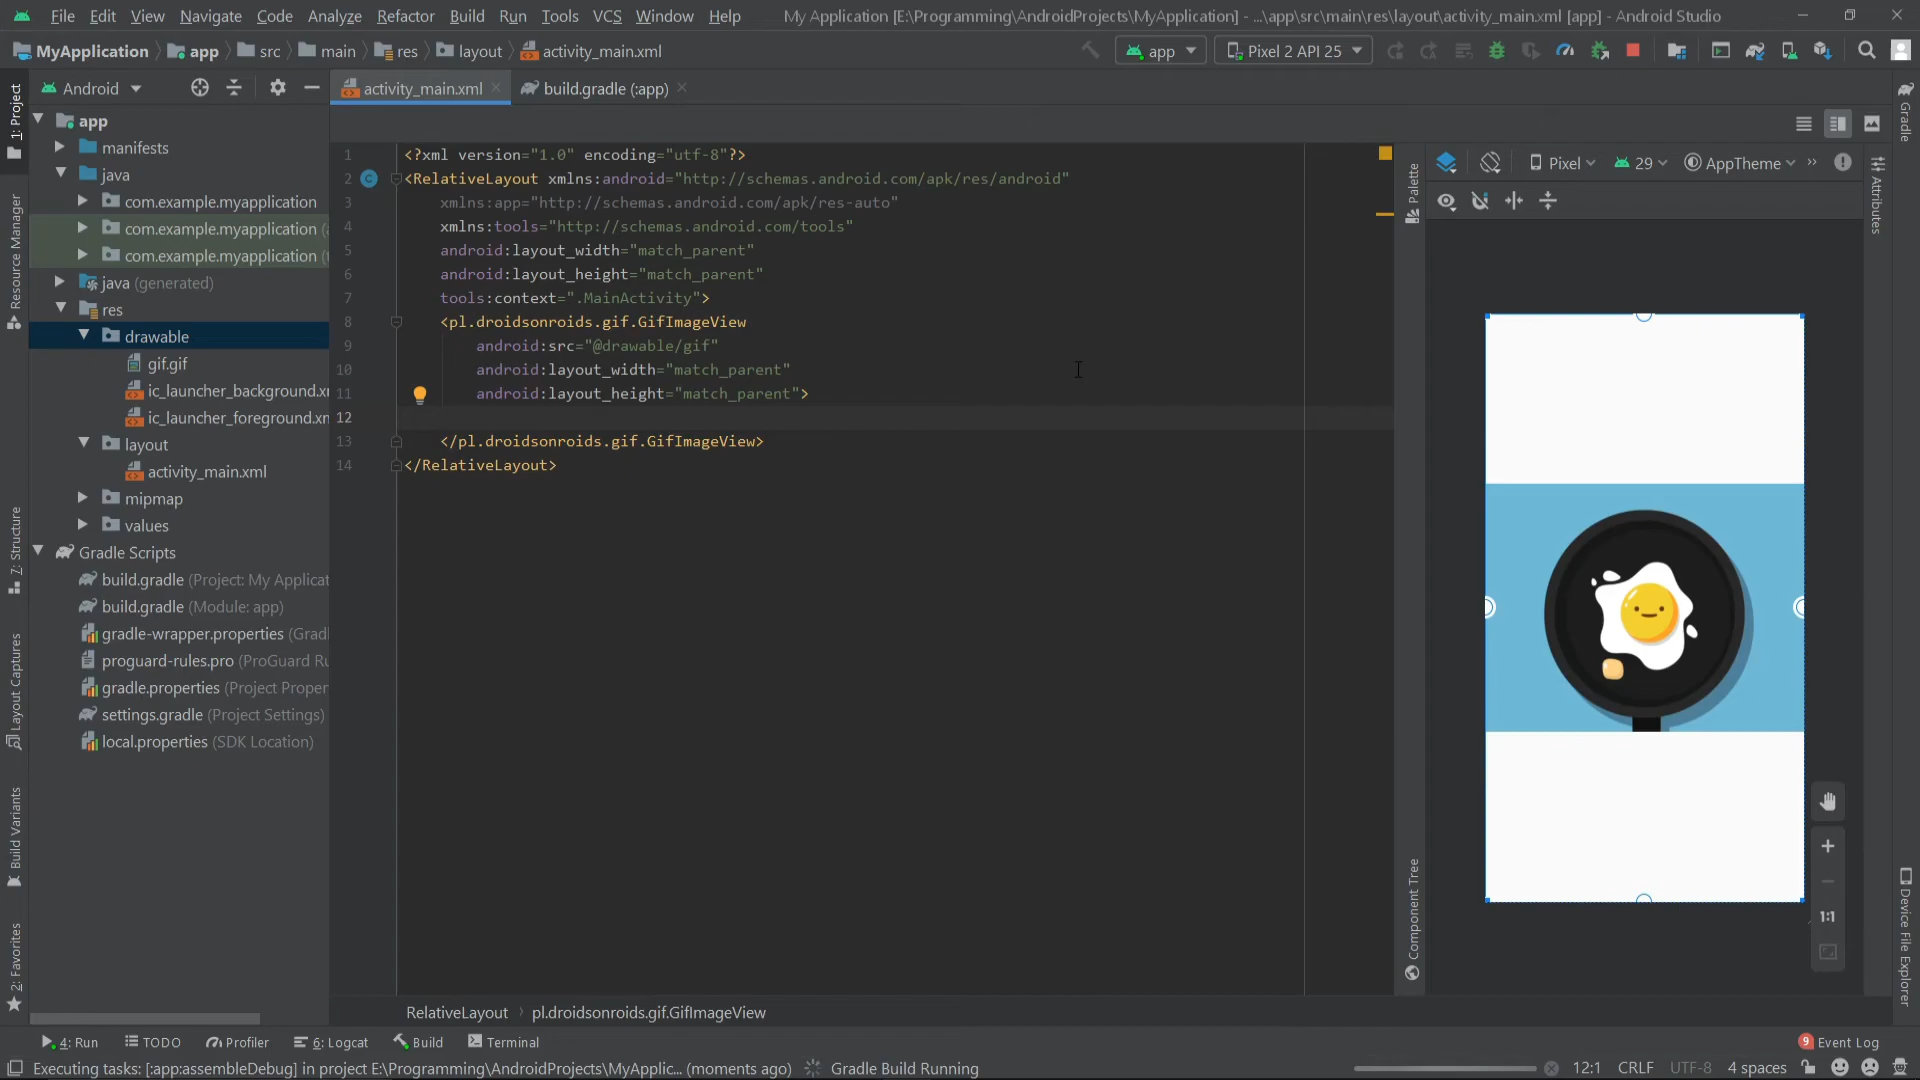 File Edit View Navigate Code Analyze Refactor Build Run Tools VCS Window Help My Application [E:\Programming\AndroidProjects\MyApplication] - ...\app\src\main\res\layout\activity_main.xml [app] - Android Studio
MyApplication app src main res layout activity_main.xml app Pixel 2 API 25
Android activity_main.xml build.gradle (:app)
1: Project
Resource Manager
7: Structure
Layout Captures
Build Variants
2: Favorites
app
manifests
java
com.example.myapplication
com.example.myapplication (
com.example.myapplication (
java (generated)
res
drawable
gif.gif
ic_launcher_background.x
ic_launcher_foreground.x
layout
activity_main.xml
mipmap
values
Gradle Scripts
build.gradle (Project: My Applicat
build.gradle (Module: app)
gradle-wrapper.properties (Grad
proguard-rules.pro (ProGuard Ru
gradle.properties (Project Proper
settings.gradle (Project Settings)
local.properties (SDK Location)
1 <?xml version="1.0" encoding="utf-8"?>
2 <RelativeLayout xmlns:android="http://schemas.android.com/apk/res/android"
3 xmlns:app="http://schemas.android.com/apk/res-auto"
4 xmlns:tools="http://schemas.android.com/tools"
5 android:layout_width="match_parent"
6 android:layout_height="match_parent"
7 tools:context=".MainActivity">
8 <pl.droidsonroids.gif.GifImageView
9 android:src="@drawable/gif"
10 android:layout_width="match_parent"
11 android:layout_height="match_parent">
12
13 </pl.droidsonroids.gif.GifImageView>
14 </RelativeLayout>
Palette
Component Tree
Pixel 29 AppTheme
1:1
Gradle
Attributes
Device File Explorer
RelativeLayout pl.droidsonroids.gif.GifImageView
4: Run TODO Profiler 6: Logcat Build Terminal 9 Event Log
Executing tasks: [:app:assembleDebug] in project E:\Programming\AndroidProjects\MyApplic... (moments ago) Gradle Build Running 12:1 CRLF UTF-8 4 spaces